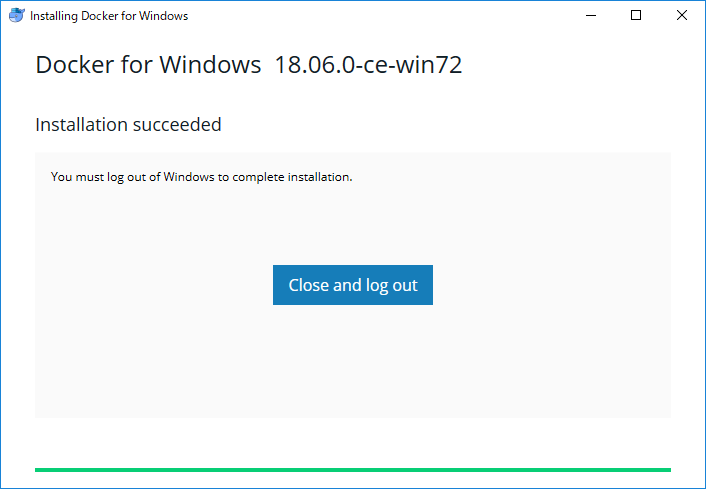 Installing Docker for Windows
Docker for Windows 18.06.0-ce-win72
Installation succeeded
You must log out of Windows to complete installation.
Close and log out